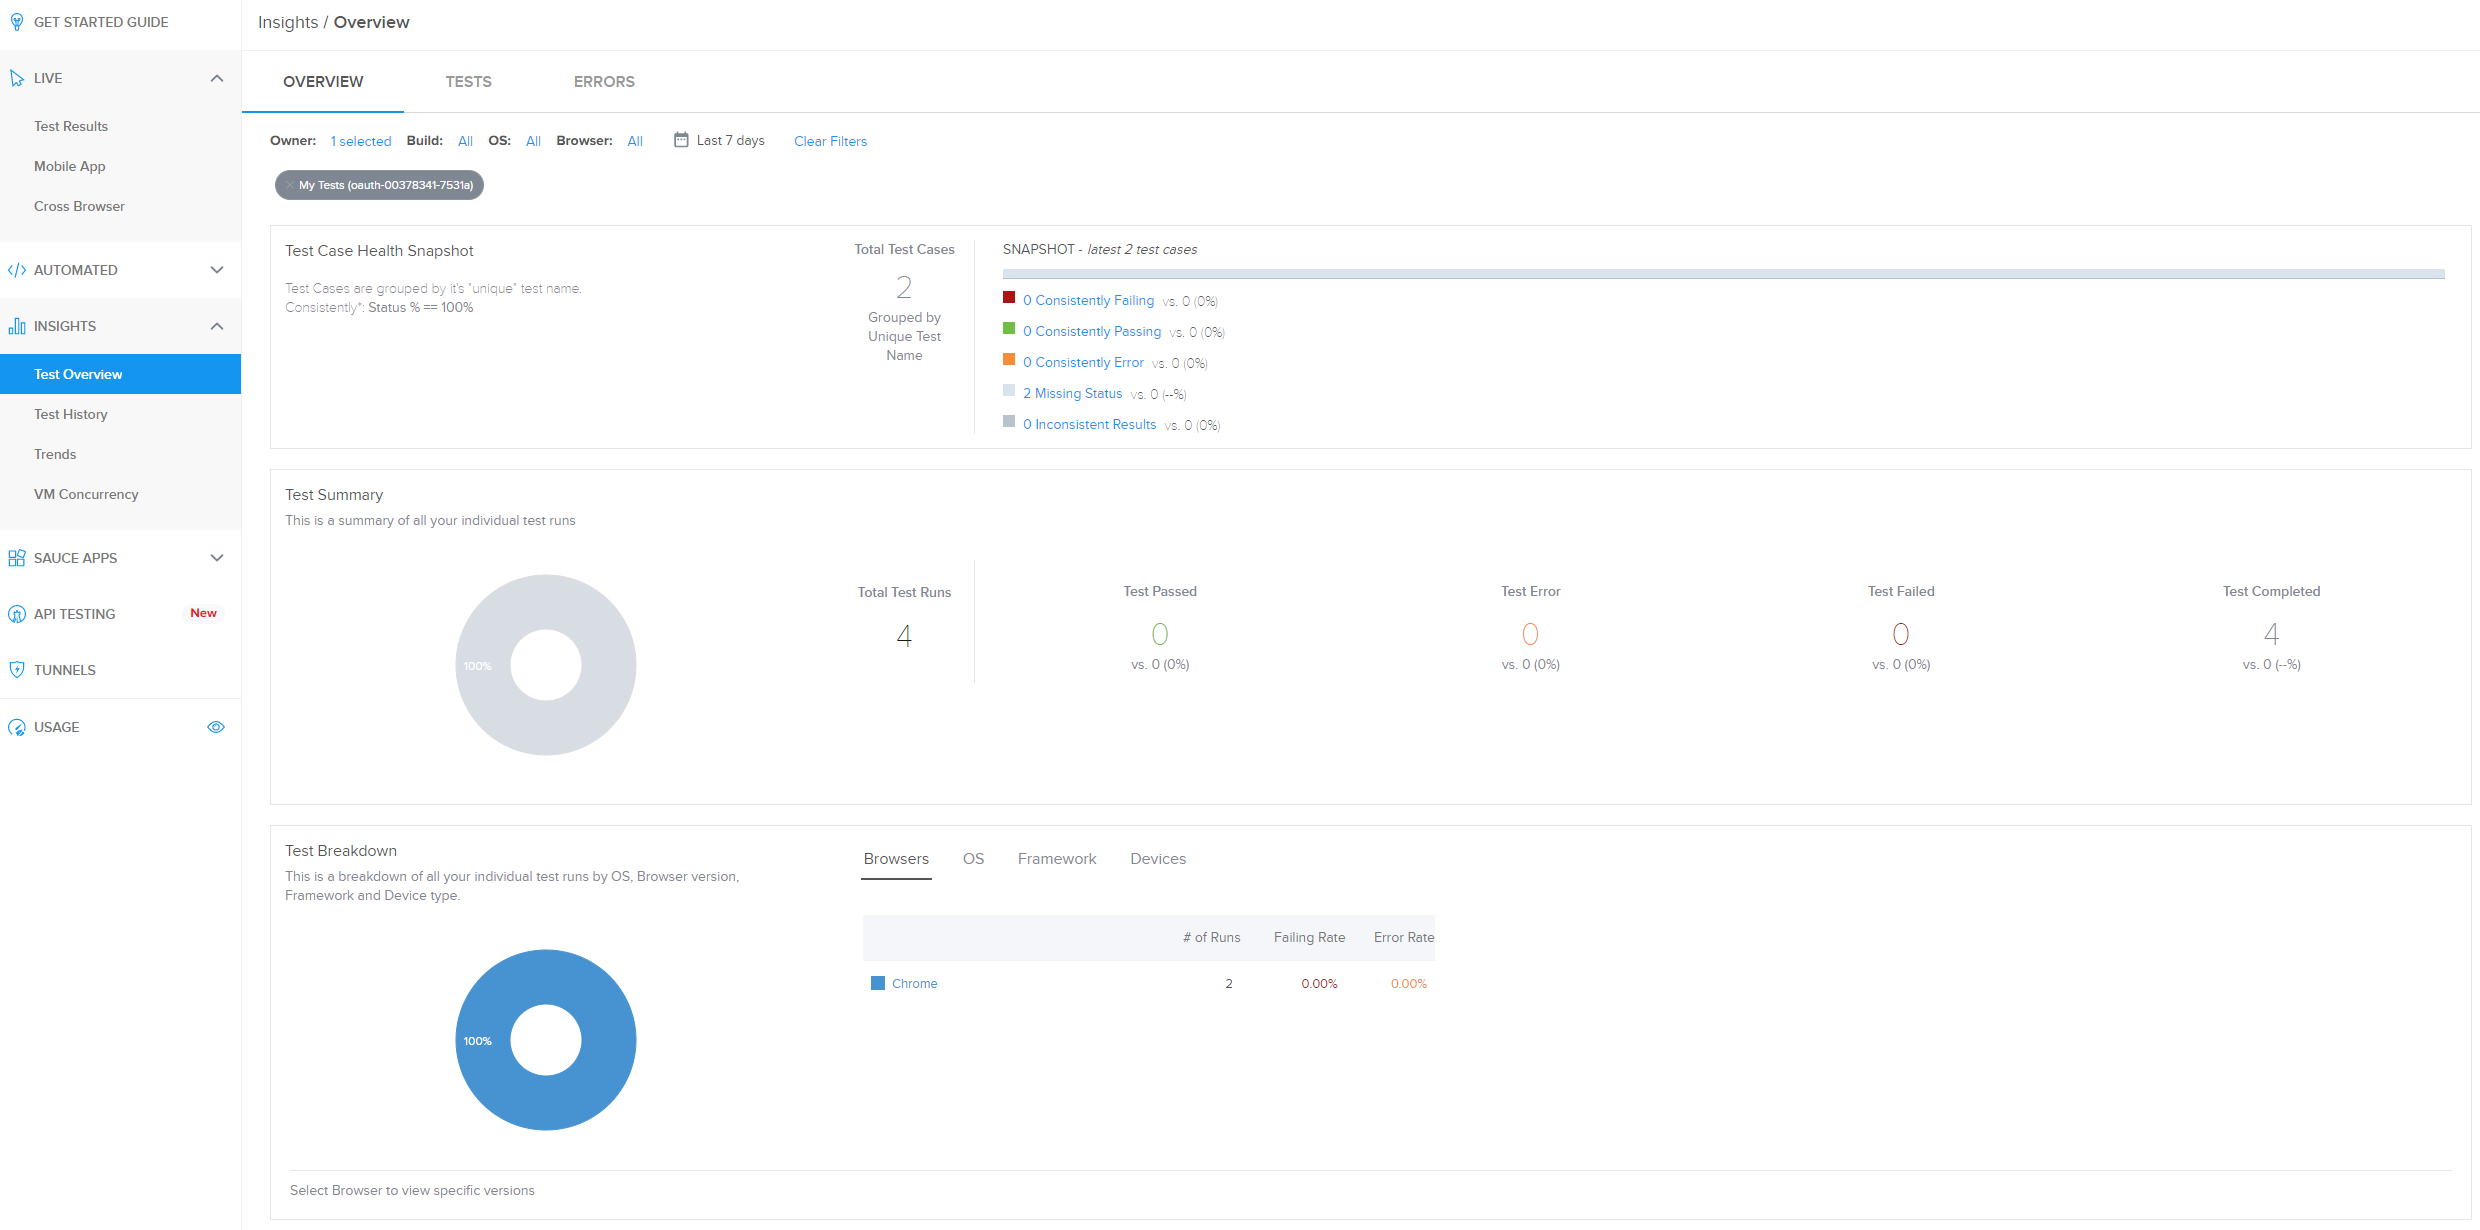 GET STARTED GUIDE
LIVE
Test Results
Mobile App
Cross Browser
AUTOMATED
INSIGHTS
Test Overview
Test History
Trends
VM Concurrency
SAUCE APPS
API TESTING New
TUNNELS
USAGE
Insights / Overview
OVERVIEW TESTS ERRORS
Owner: 1 selected Build: All OS: All Browser: All Last 7 days Clear Filters
× My Tests (oauth-00378341-7531a)
Test Case Health Snapshot
Test Cases are grouped by it's "unique" test name.
Consistently*: Status % == 100%
Total Test Cases
2
Grouped by
Unique Test
Name
SNAPSHOT - latest 2 test cases
0 Consistently Failing vs. 0 (0%)
0 Consistently Passing vs. 0 (0%)
0 Consistently Error vs. 0 (0%)
2 Missing Status vs. 0 (--%)
0 Inconsistent Results vs. 0 (0%)
Test Summary
This is a summary of all your individual test runs
100%
Total Test Runs
4
Test Passed
0
vs. 0 (0%)
Test Error
0
vs. 0 (0%)
Test Failed
0
vs. 0 (0%)
Test Completed
4
vs. 0 (--%)
Test Breakdown
This is a breakdown of all your individual test runs by OS, Browser version,
Framework and Device type.
100%
Browsers OS Framework Devices
# of Runs Failing Rate Error Rate
Chrome 2 0.00% 0.00%
Select Browser to view specific versions